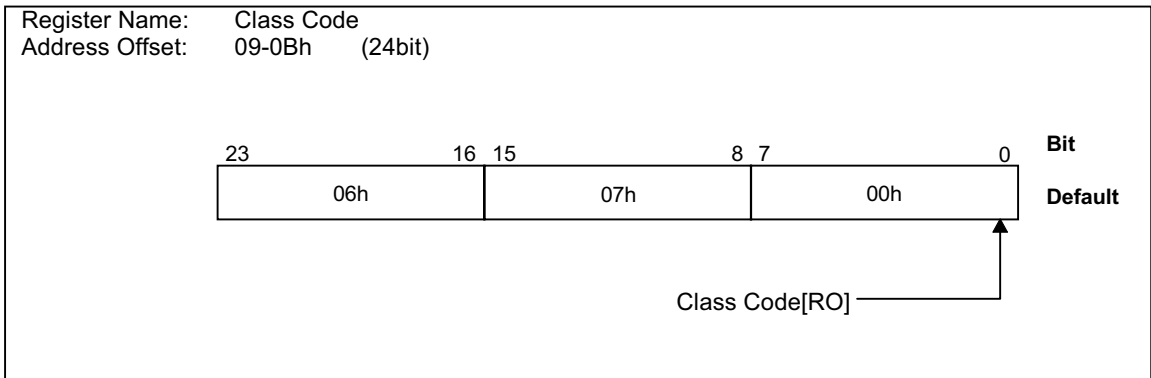 Register Name: Class Code
Address Offset: 09-0Bh (24bit)
23 16 15 8 7 0 Bit
06h 07h 00h Default
Class Code[RO]